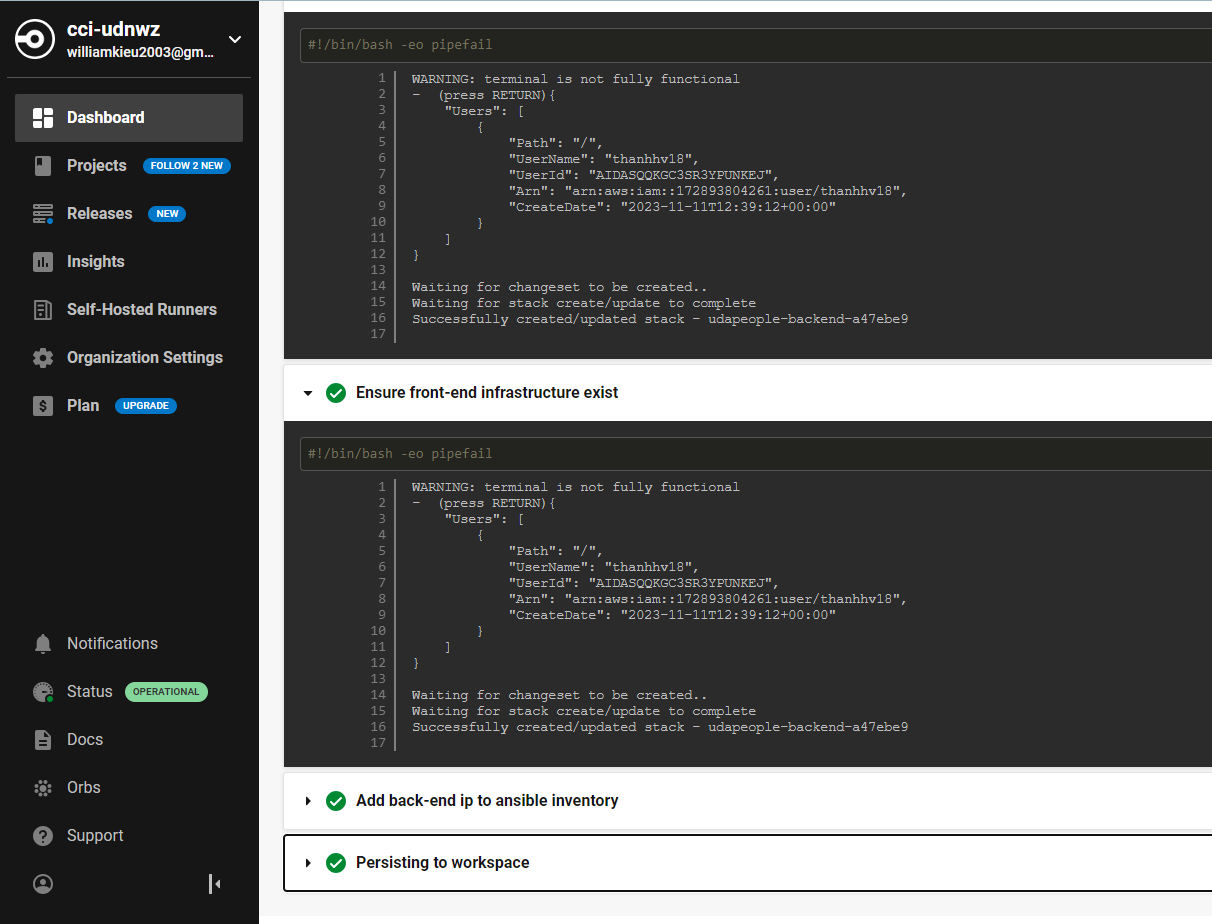 cci-udnwz
williamkieu2003@gm...
Dashboard
Projects FOLLOW 2 NEW
Releases NEW
Insights
Self-Hosted Runners
Organization Settings
Plan UPGRADE
Notifications
Status OPERATIONAL
Docs
Orbs
Support
#!/bin/bash -eo pipefail
1 WARNING: terminal is not fully functional
2 -  (press RETURN){
3     "Users": [
4         {
5             "Path": "/",
6             "UserName": "thanhhv18",
7             "UserId": "AIDASQQKGC3SR3YPUNKEJ",
8             "Arn": "arn:aws:iam::172893804261:user/thanhhv18",
9             "CreateDate": "2023-11-11T12:39:12+00:00"
10         }
11     ]
12 }
13
14 Waiting for changeset to be created..
15 Waiting for stack create/update to complete
16 Successfully created/updated stack - udapeople-backend-a47ebe9
17
Ensure front-end infrastructure exist
#!/bin/bash -eo pipefail
1 WARNING: terminal is not fully functional
2 -  (press RETURN){
3     "Users": [
4         {
5             "Path": "/",
6             "UserName": "thanhhv18",
7             "UserId": "AIDASQQKGC3SR3YPUNKEJ",
8             "Arn": "arn:aws:iam::172893804261:user/thanhhv18",
9             "CreateDate": "2023-11-11T12:39:12+00:00"
10         }
11     ]
12 }
13
14 Waiting for changeset to be created..
15 Waiting for stack create/update to complete
16 Successfully created/updated stack - udapeople-backend-a47ebe9
17
Add back-end ip to ansible inventory
Persisting to workspace